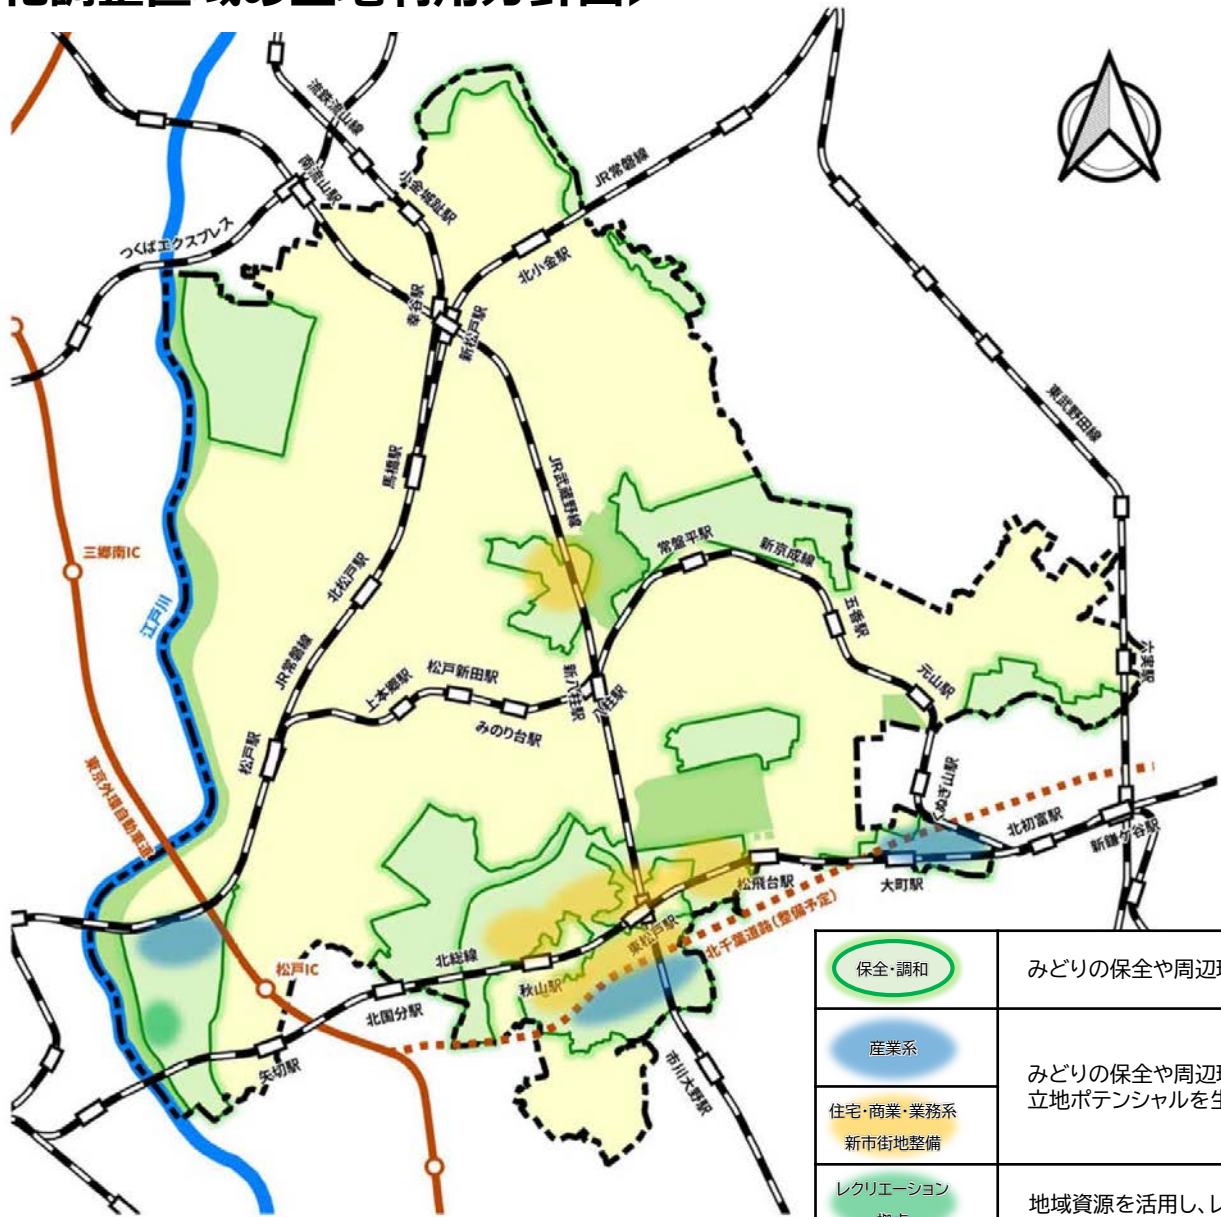 流鉄流山線
南流山駅
小金城趾駅
JR常磐線
つくばエクスプレス
北小金駅
幸谷駅
新松戸駅
東武野田線
馬橋駅
JR武蔵野線
常盤平駅
新京成線
三郷南IC
北松戸駅
江戸川
五香駅
JR常磐線
上本郷駅
松戸新田駅
新八柱駅
八柱駅
元山駅
六実駅
みのり台駅
松戸駅
東京外環自動車道
くぬぎ山駅
北初富駅
新鎌ケ谷駅
松飛台駅
大町駅
東松戸駅
北千葉道路(整備予定)
北総線
松戸IC
秋山駅
北国分駅
矢切駅
市川大野駅
保全・調和
みどりの保全や周辺
産業系
みどりの保全や周辺
立地ポテンシャルを
住宅・商業・業務系
新市街地整備
レクリエーション
地域資源を活用し、